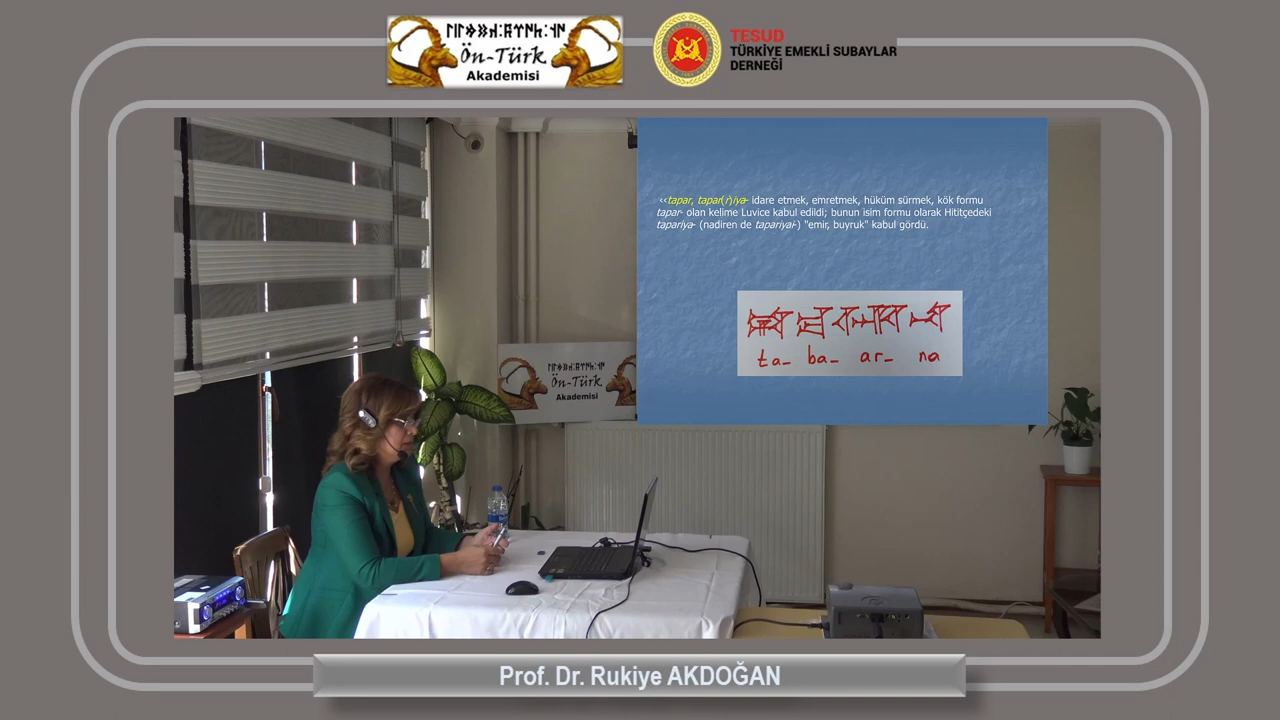 Ön-Türk
Akademisi
TESUD
TÜRKİYE EMEKLİ SUBAYLAR
DERNEĞİ
‹‹tapar, tapar(r)iya- idare etmek, emretmek, hüküm sürmek, kök formu
tapar- olan kelime Luvice kabul edildi; bunun isim formu olarak Hititçedeki
tapariya- (nadiren de tapariyai-) "emir, buyruk" kabul gördü.
ta- ba- ar- na
Ön-Türk
Akademisi
Prof. Dr. Rukiye AKDOĞAN